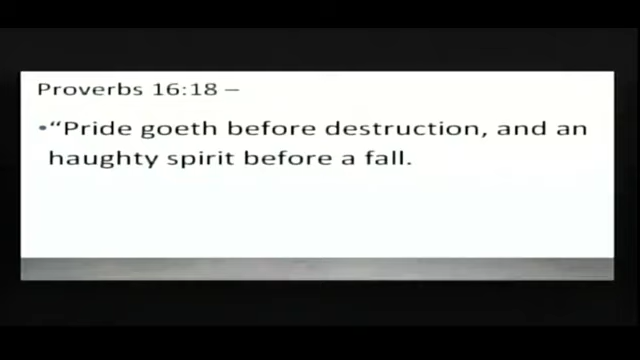 Proverbs 16:18 –
•“Pride goeth before destruction, and an
haughty spirit before a fall.